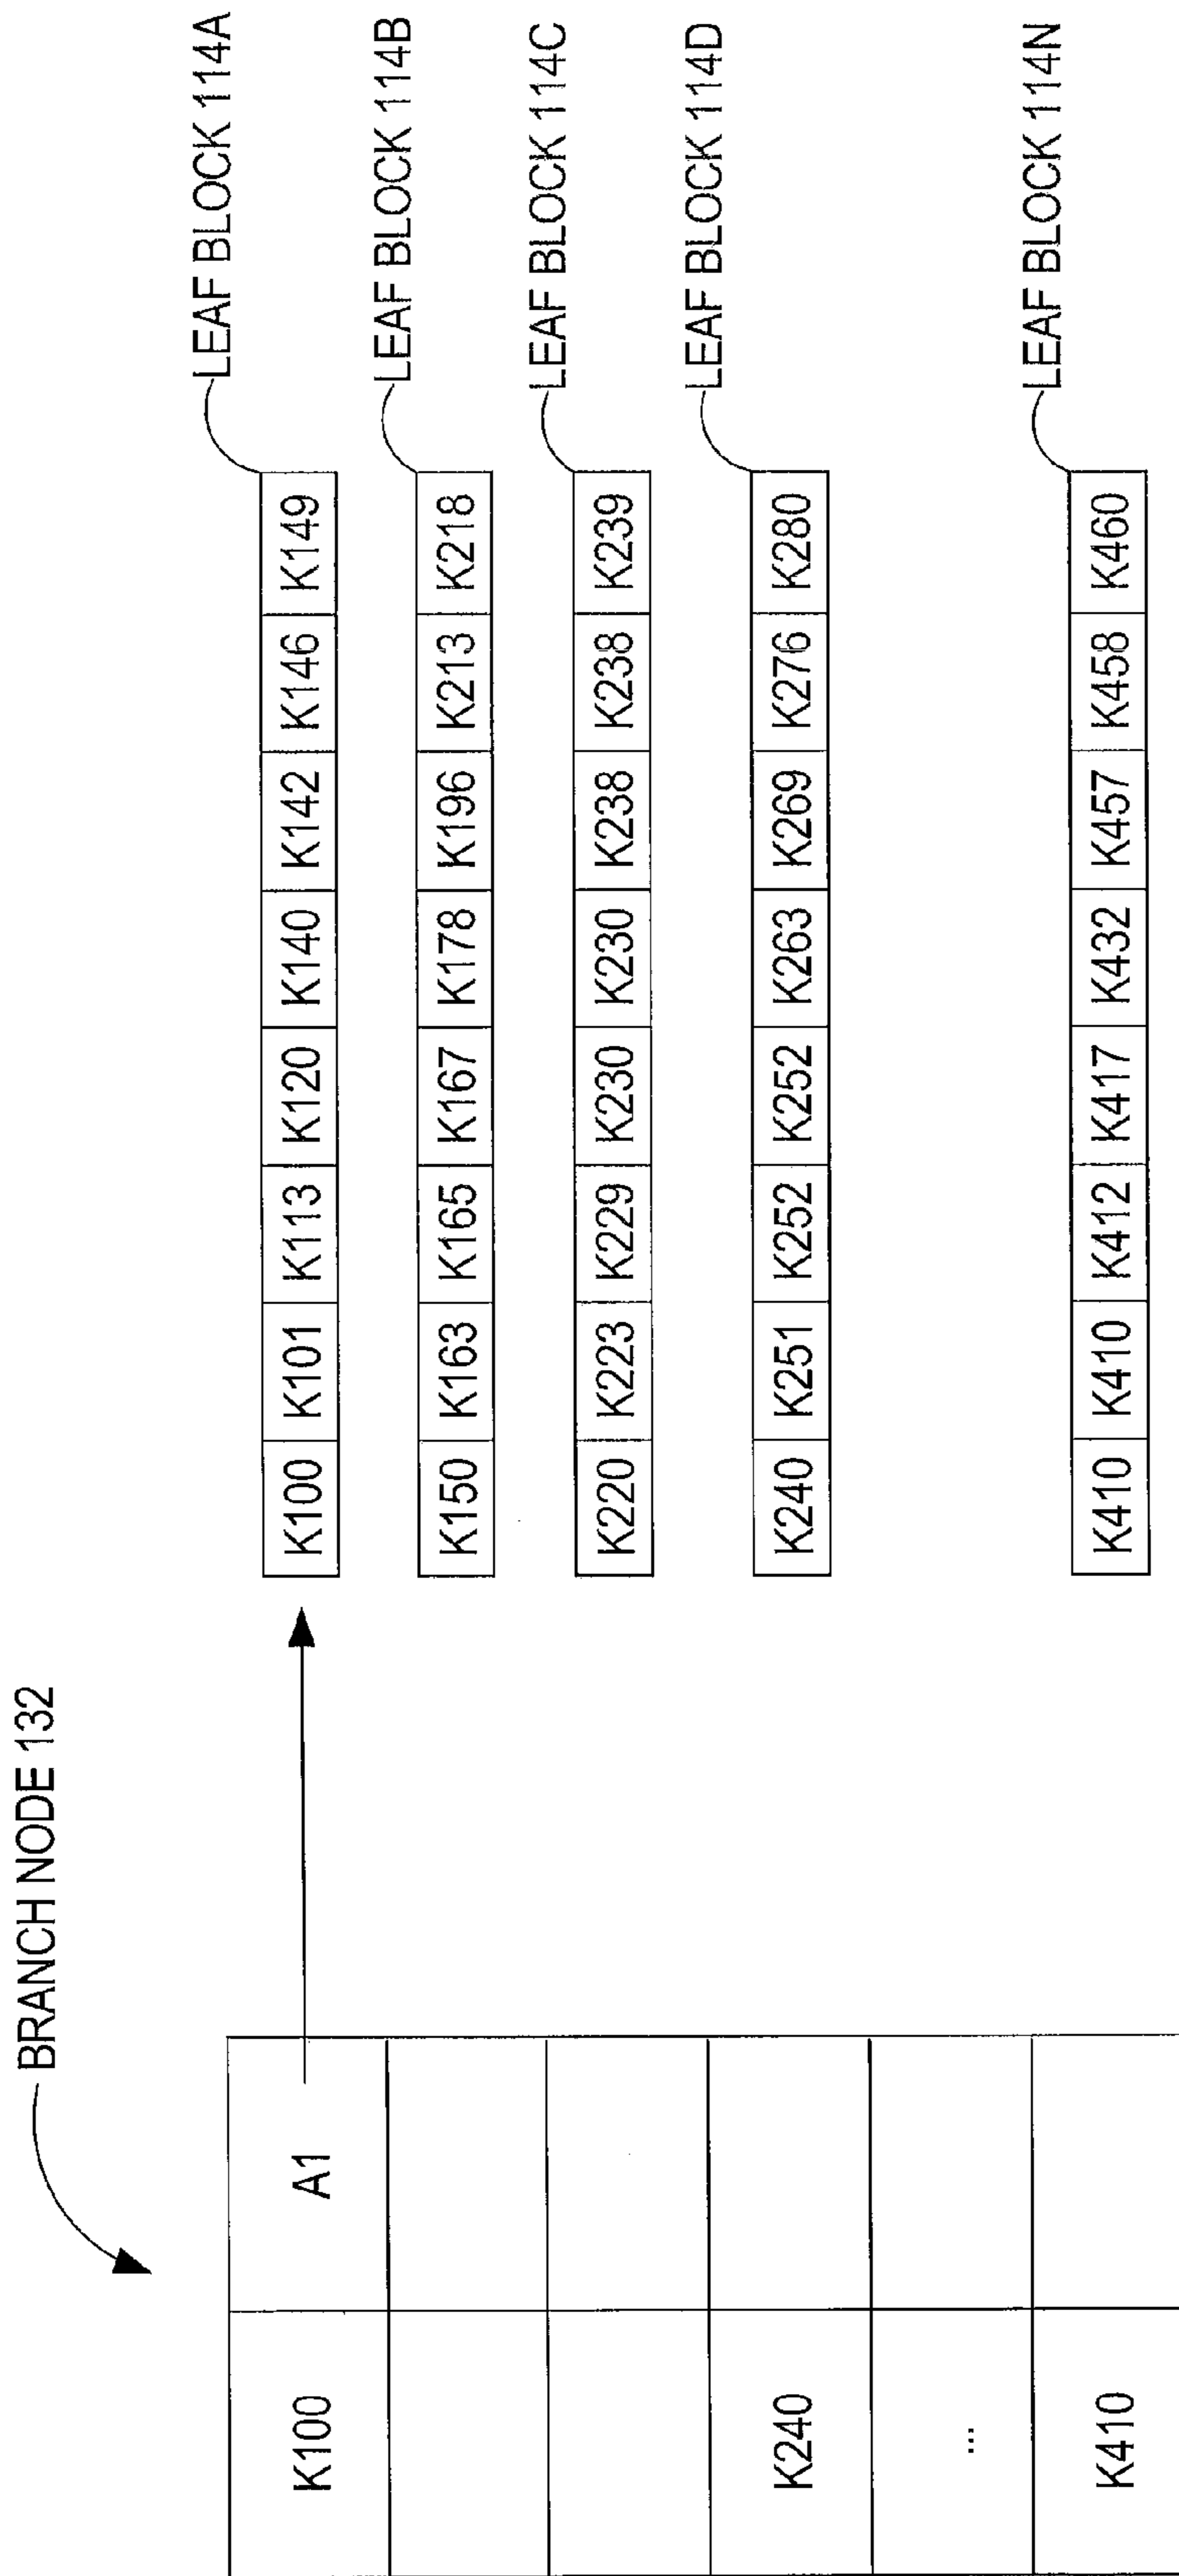 BRANCH NODE 132
K100 A1
K240
...
K410
K100 K101 K113 K120 K140 K142 K146 K149
LEAF BLOCK 114A
K150 K163 K165 K167 K178 K196 K213 K218
LEAF BLOCK 114B
K220 K223 K229 K230 K230 K238 K238 K239
LEAF BLOCK 114C
K240 K251 K252 K252 K263 K269 K276 K280
LEAF BLOCK 114D
K410 K410 K412 K417 K432 K457 K458 K460
LEAF BLOCK 114N